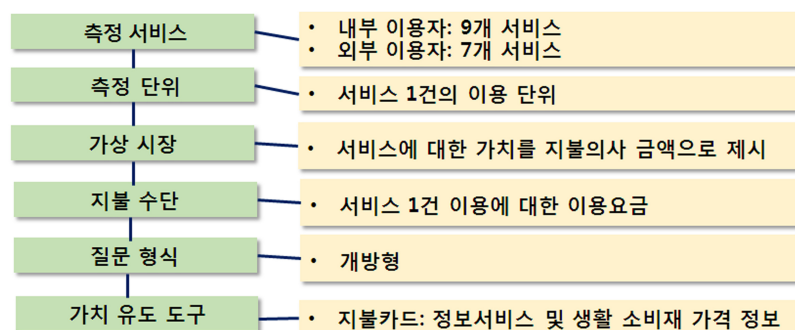 측정 서비스
• 내부 이용자: 9개 서비스
• 외부 이용자: 7개 서비스
측정 단위
• 서비스 1건의 이용 단위
가상 시장
• 서비스에 대한 가치를 지불의사 금액으로 제시
지불 수단
• 서비스 1건 이용에 대한 이용요금
질문 형식
• 개방형
가치 유도 도구
• 지불카드: 정보서비스 및 생활 소비재 가격 정보